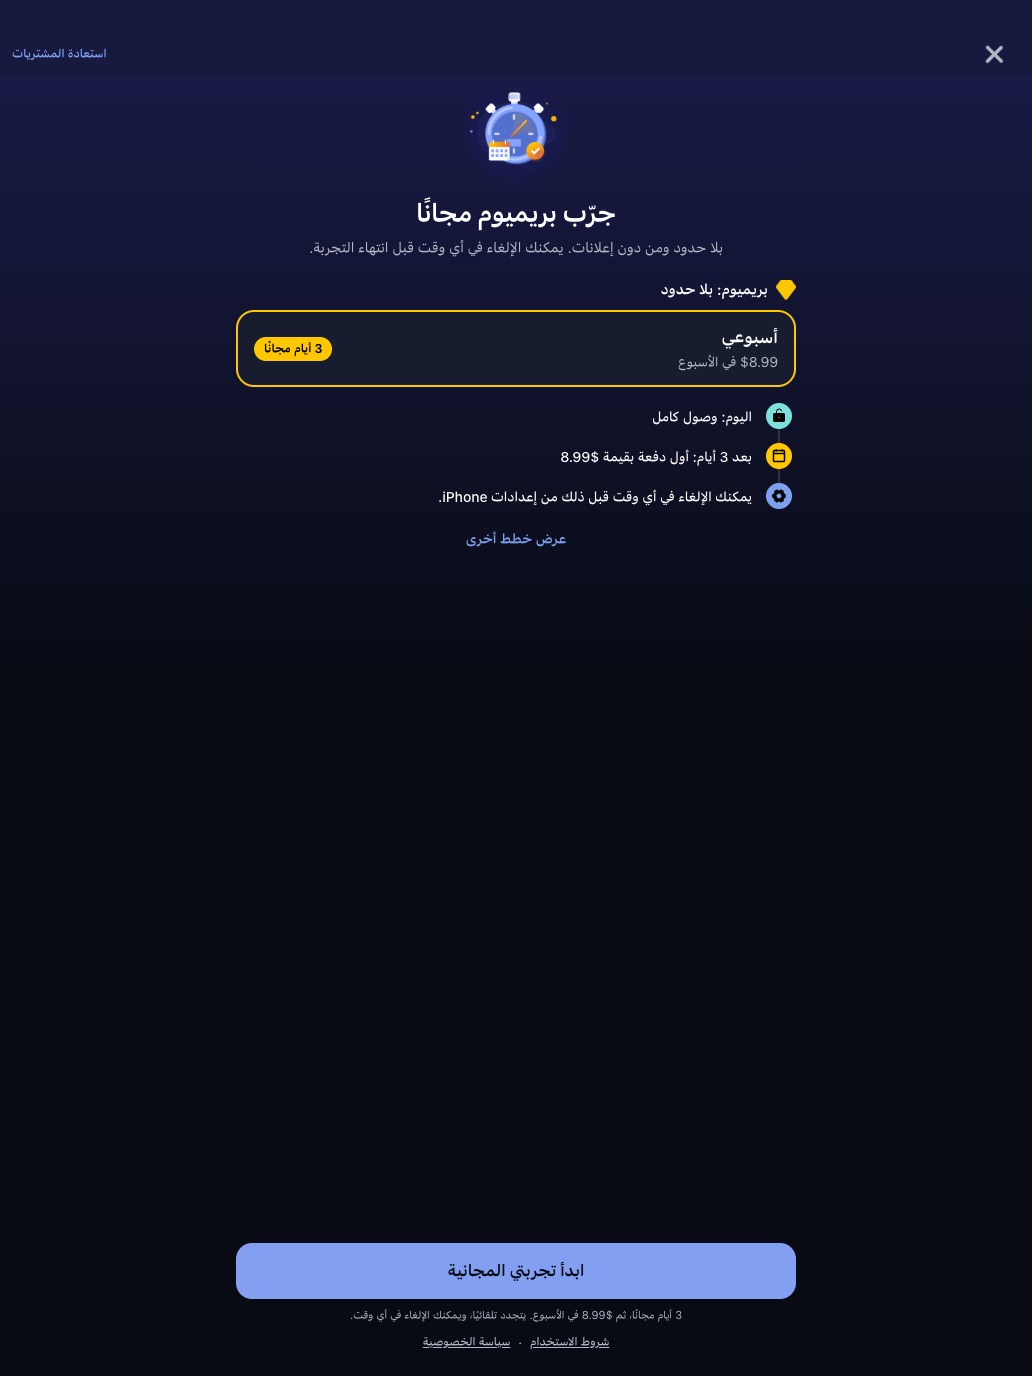 استعادة المشتريات
جرّب بريميوم مجانًا
بلا حدود ومن دون إعلانات. يمكنك الإلغاء في أي وقت قبل انتهاء التجربة.
بريميوم: بلا حدود
أسبوعي
$8.99 في الأسبوع
3 أيام مجانًا
اليوم: وصول كامل
بعد 3 أيام: أول دفعة بقيمة $8.99
يمكنك الإلغاء في أي وقت قبل ذلك من إعدادات iPhone.
عرض خطط أخرى
ابدأ تجربتي المجانية
3 أيام مجانًا، ثم $8.99 في الأسبوع. يتجدد تلقائيًا، ويمكنك الإلغاء في أي وقت.
شروط الاستخدام · سياسة الخصوصية